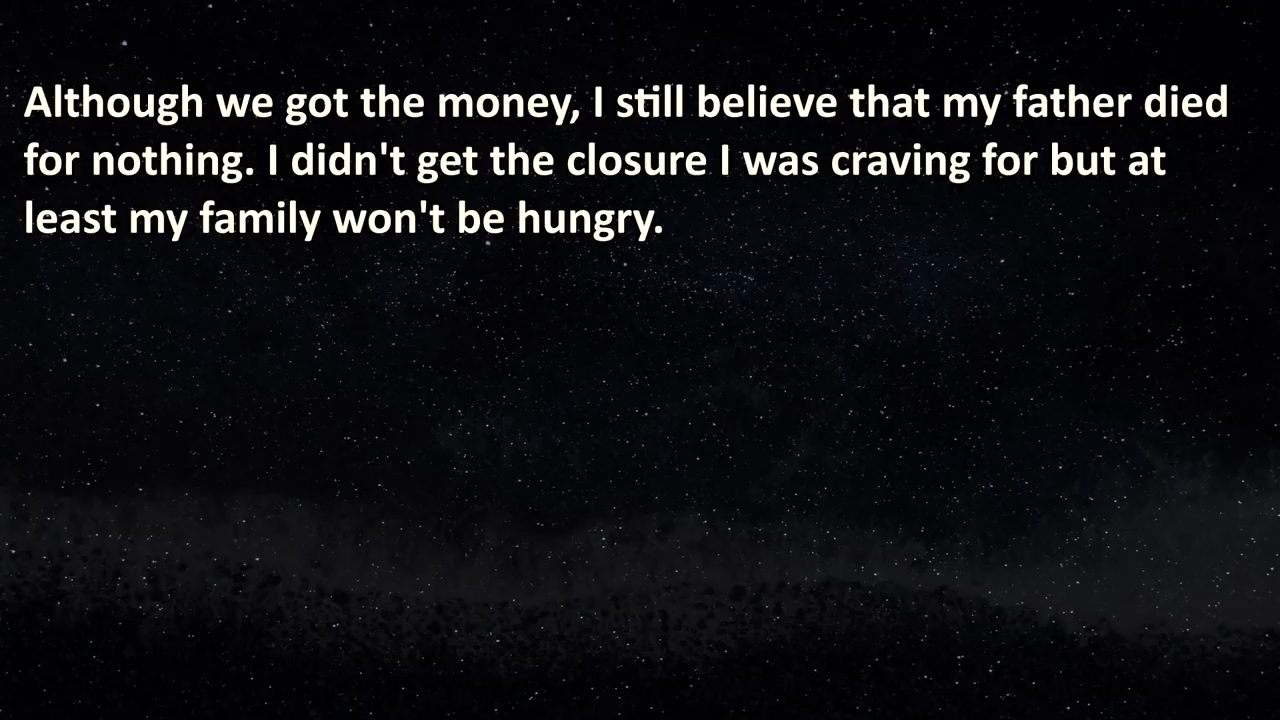 Although we got the money, I still believe that my father died
for nothing. I didn't get the closure I was craving for but at
least my family won't be hungry.